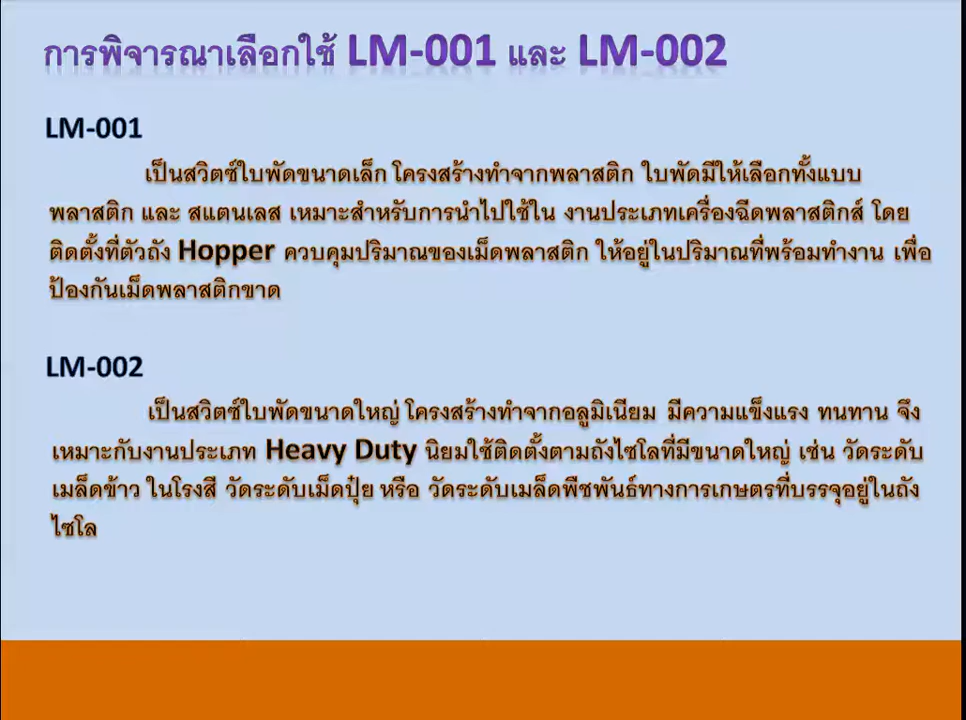 การพิจารณาเลือกใช้ LM-001 และ LM-002
LM-001
เป็นสวิตซ์ใบพัดขนาดเล็ก โครงสร้างทำจากพลาสติก ใบพัดมีให้เลือกทั้งแบบ
พลาสติก และ สแตนเลส เหมาะสำหรับการนำไปใช้ใน งานประเภทเครื่องฉีดพลาสติกส์ โดย
ติดตั้งที่ตัวถัง Hopper ควบคุมปริมาณของเม็ดพลาสติก ให้อยู่ในปริมาณที่พร้อมทำงาน เพื่อ
ป้องกันเม็ดพลาสติกขาด
LM-002
เป็นสวิตซ์ใบพัดขนาดใหญ่ โครงสร้างทำจากอลูมิเนียม มีความแข็งแรง ทนทาน จึง
เหมาะกับงานประเภท Heavy Duty นิยมใช้ติดตั้งตามถังไซโลที่มีขนาดใหญ่ เช่น วัดระดับ
เมล็ดข้าว ในโรงสี วัดระดับเม็ดปุ๋ย หรือ วัดระดับเมล็ดพืชพันธ์ทางการเกษตรที่บรรจุอยู่ในถัง
ไซโล